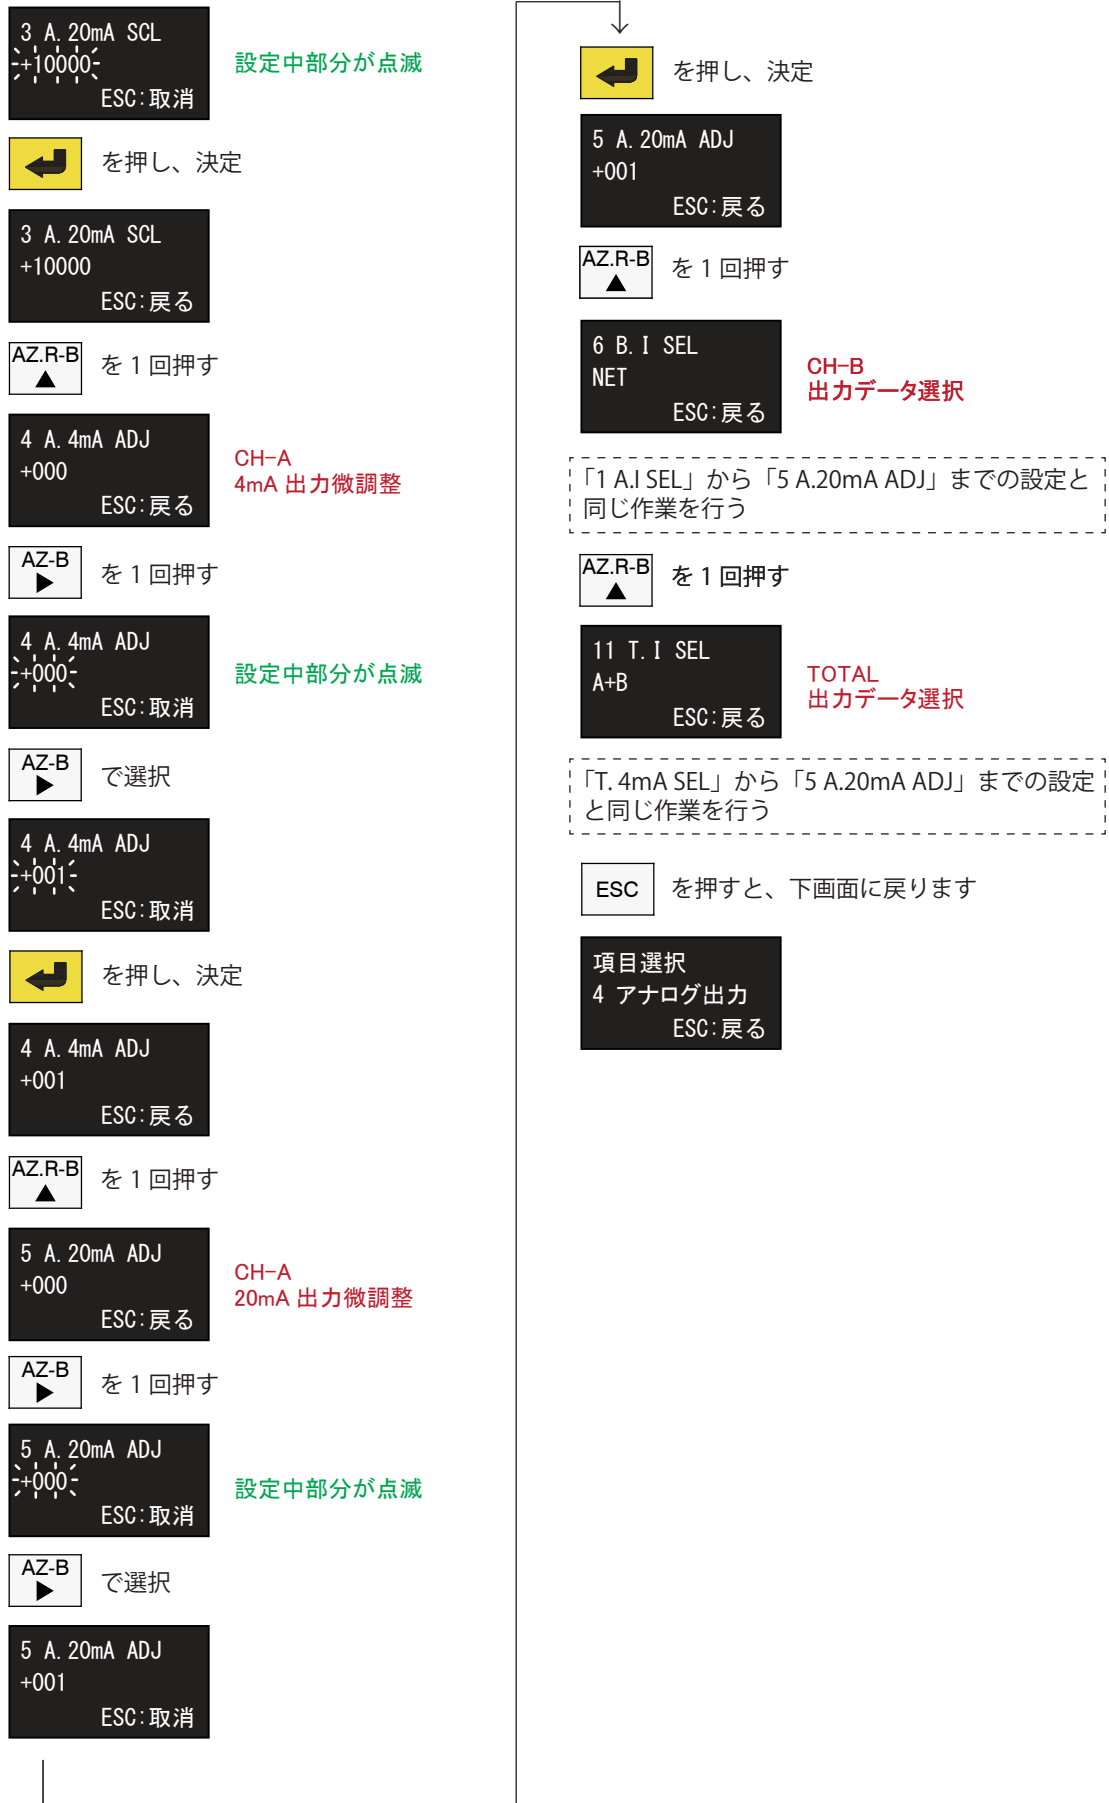 3 A.20mA SCL
+10000
ESC:取消
設定中部分が点滅
を押し、決定
3 A.20mA SCL
+10000
ESC:戻る
AZ.R-B
を 1 回押す
4 A.4mA ADJ
+000
ESC:戻る
CH-A
4mA 出力微調整
AZ-B
を 1 回押す
4 A.4mA ADJ
+000
ESC:取消
設定中部分が点滅
AZ-B
で選択
4 A.4mA ADJ
+001
ESC:取消
を押し、決定
4 A.4mA ADJ
+001
ESC:戻る
AZ.R-B
を 1 回押す
5 A.20mA ADJ
+000
ESC:戻る
CH-A
20mA 出力微調整
AZ-B
を 1 回押す
5 A.20mA ADJ
+000
ESC:取消
設定中部分が点滅
AZ-B
で選択
5 A.20mA ADJ
+001
ESC:取消
を押し、決定
5 A.20mA ADJ
+001
ESC:戻る
AZ.R-B
を 1 回押す
6 B.I SEL
NET
ESC:戻る
CH-B
出力データ選択
「1 A.I SEL」から「5 A.20mA ADJ」までの設定と
同じ作業を行う
AZ.R-B
を 1 回押す
11 T.I SEL
A+B
ESC:戻る
TOTAL
出力データ選択
「T. 4mA SEL」から「5 A.20mA ADJ」までの設定
と同じ作業を行う
ESC
を押すと、下画面に戻ります
項目選択
4 アナログ出力
ESC:戻る